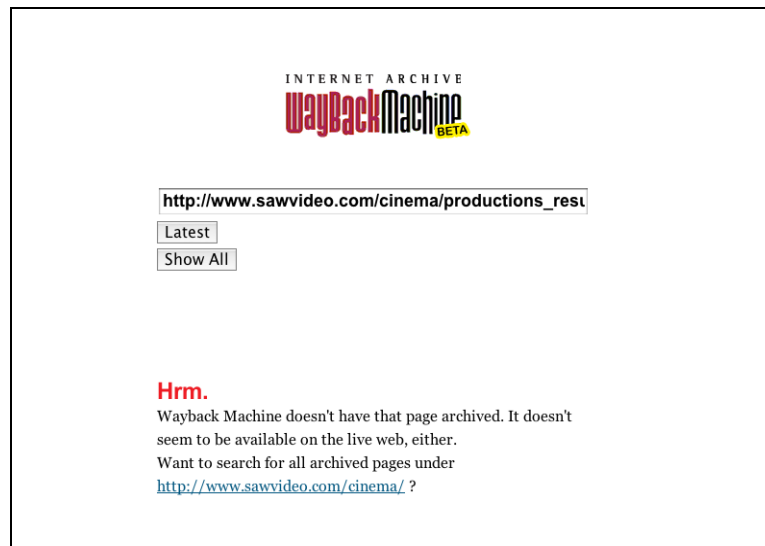 INTERNET ARCHIVE
WayBackMachine
BETA
http://www.sawvideo.com/cinema/productions_resu
Latest
Show All
Hrm.
Wayback Machine doesn't have that page archived. It doesn't
seem to be available on the live web, either.
Want to search for all archived pages under
http://www.sawvideo.com/cinema/ ?